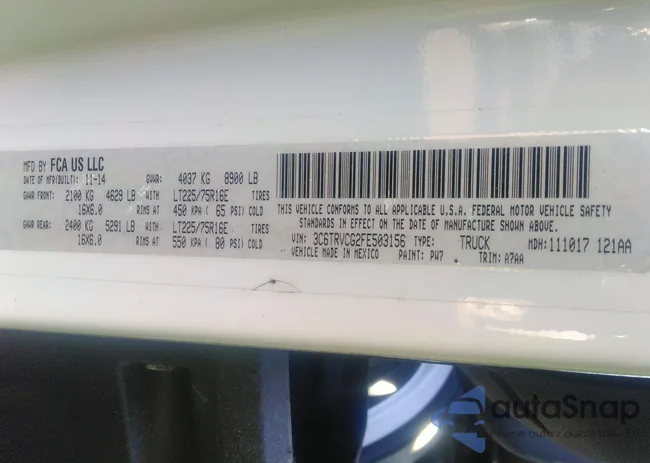 MFD BY FCA US LLC
DATE OF MFR(BUILT): 11-14 GVWR: 4037 KG 8900 LB
GAWR FRONT: 2100 KG 4629 LB WITH LT225/75R16E TIRES
16X6.0 RIMS AT 450 KPA ( 65 PSI) COLD
GAWR REAR: 2400 KG 5291 LB WITH LT225/75R16E TIRES
16X6.0 RIMS AT 550 KPA ( 80 PSI) COLD
THIS VEHICLE CONFORMS TO ALL APPLICABLE U.S.A. FEDERAL MOTOR VEHICLE SAFETY
STANDARDS IN EFFECT ON THE DATE OF MANUFACTURE SHOWN ABOVE.
VIN: 3C6TRVCG2FE503156 TYPE: TRUCK MDH: 111017 121AA
VEHICLE MADE IN MEXICO PAINT: PW7 TRIM: A7AA
autaSnap